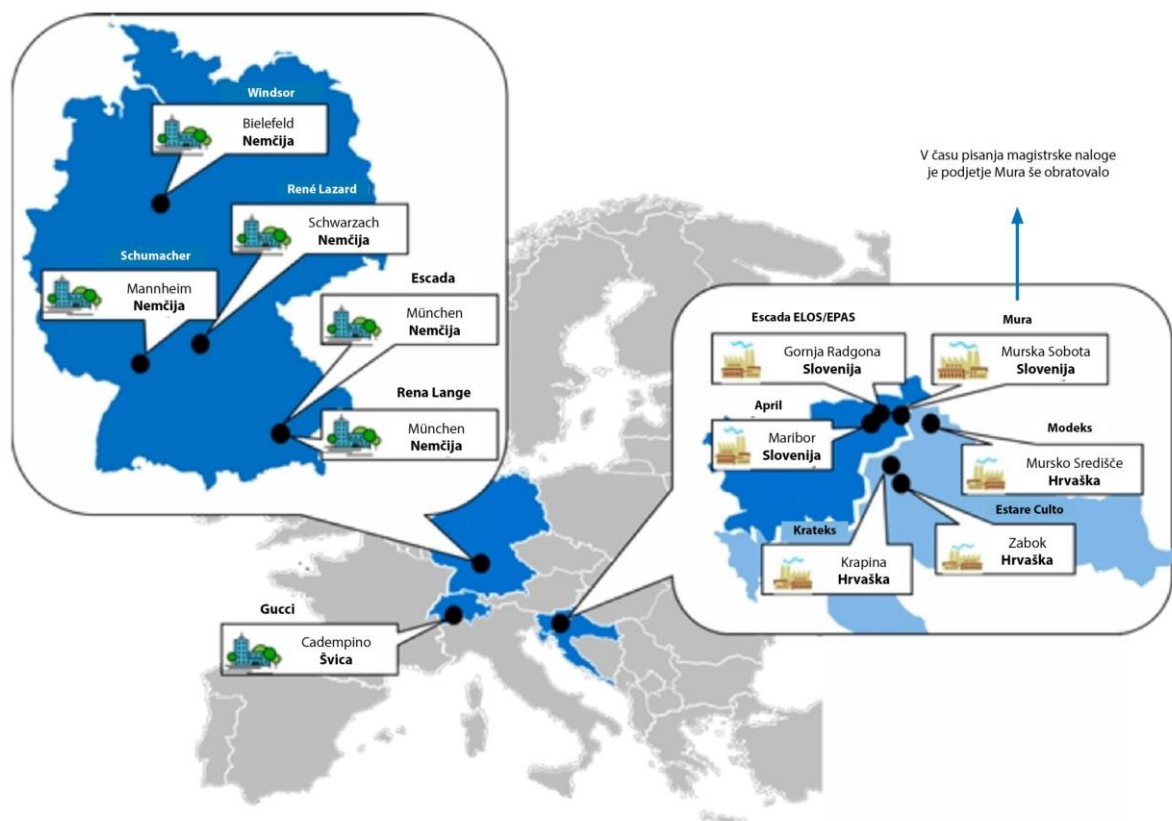 Windsor
Bielefeld
Nemčija
René Lazard
Schwarzach
Nemčija
Schumacher
Mannheim
Nemčija
Escada
München
Nemčija
Rena Lange
München
Nemčija
Gucci
Cadempino
Švica
V času pisanja magistrske naloge
je podjetje Mura še obratovalo
Escada ELOS/EPAS
Gornja Radgona
Slovenija
Mura
Murska Sobota
Slovenija
April
Maribor
Slovenija
Modeks
Mursko Središče
Hrvaška
Estare Culto
Zabok
Hrvaška
Krateks
Krapina
Hrvaška